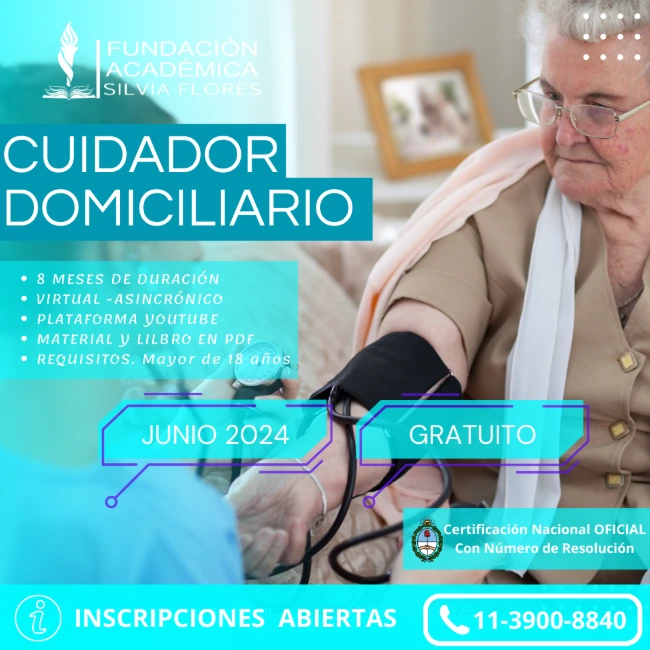 FUNDACIÓN
ACADÉMICA
SILVIA FLORES
CUIDADOR
DOMICILIARIO
• 8 MESES DE DURACIÓN
• VIRTUAL -ASINCRÓNICO
• PLATAFORMA YOUTUBE
• MATERIAL Y LILBRO EN PDF
• REQUISITOS. Mayor de 18 años
JUNIO 2024
GRATUITO
Certificación Nacional OFICIAL
Con Número de Resolución
INSCRIPCIONES ABIERTAS
11-3900-8840